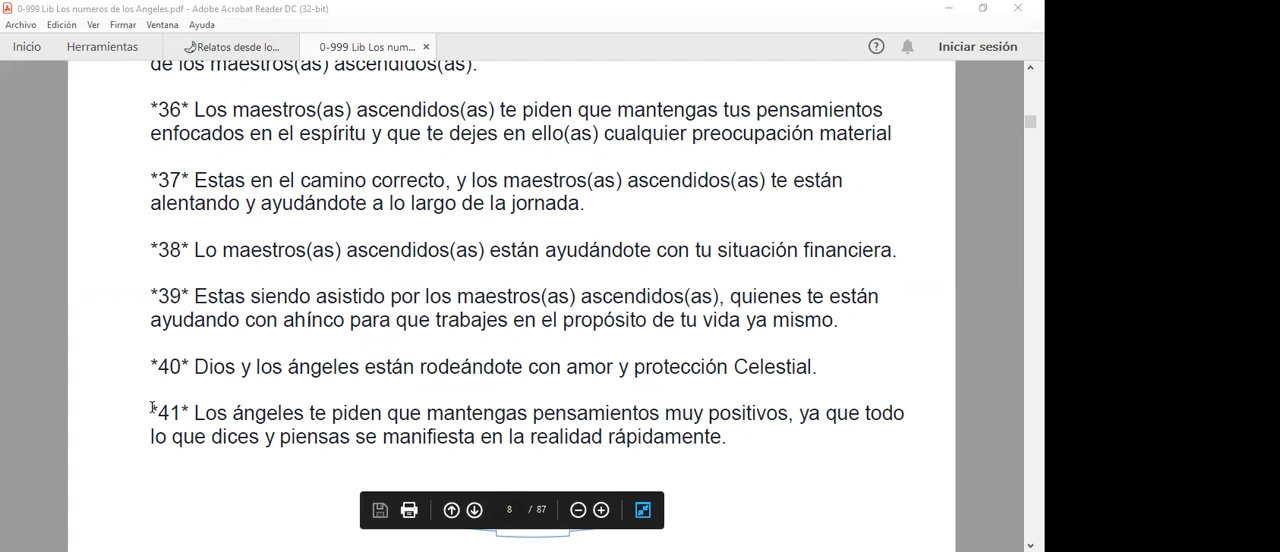 0-999 Lib Los numeros de los Angeles.pdf - Adobe Acrobat Reader DC (32-bit)
Archivo Edición Ver Firmar Ventana Ayuda
Inicio Herramientas Relatos desde lo... 0-999 Lib Los num... × ? Iniciar sesión
de los maestros(as) ascendidos(as).
*36* Los maestros(as) ascendidos(as) te piden que mantengas tus pensamientos
enfocados en el espíritu y que te dejes en ello(as) cualquier preocupación material
*37* Estas en el camino correcto, y los maestros(as) ascendidos(as) te están
alentando y ayudándote a lo largo de la jornada.
*38* Lo maestros(as) ascendidos(as) están ayudándote con tu situación financiera.
*39* Estas siendo asistido por los maestros(as) ascendidos(as), quienes te están
ayudando con ahínco para que trabajes en el propósito de tu vida ya mismo.
*40* Dios y los ángeles están rodeándote con amor y protección Celestial.
*41* Los ángeles te piden que mantengas pensamientos muy positivos, ya que todo
lo que dices y piensas se manifiesta en la realidad rápidamente.
8 / 87